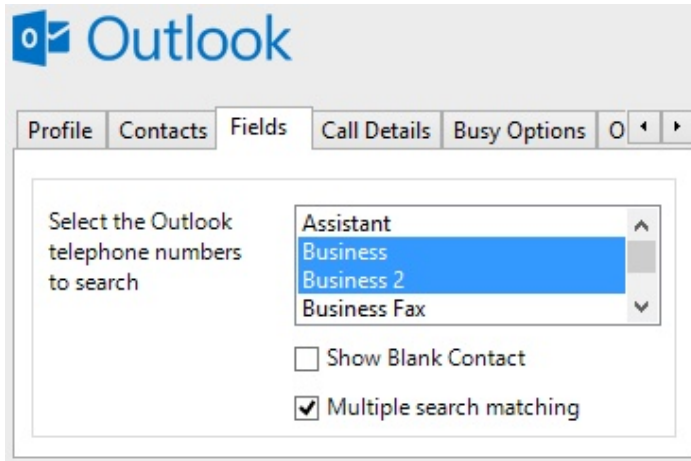 Outlook
Profile Contacts Fields Call Details Busy Options O
Select the Outlook
telephone numbers
to search
Assistant
Business
Business 2
Business Fax
Show Blank Contact
Multiple search matching